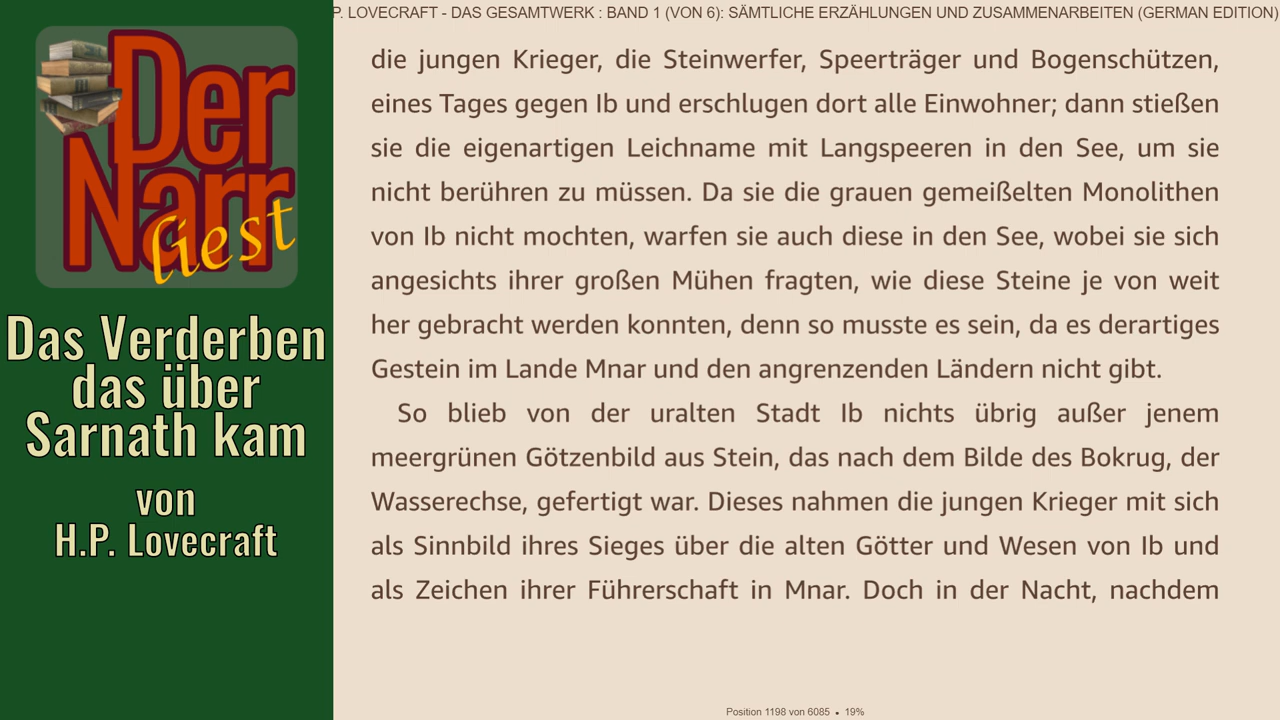 Der
Narr
liest
Das Verderben
das über
Sarnath kam
von
H.P. Lovecraft
P. LOVECRAFT - DAS GESAMTWERK : BAND 1 (VON 6): SÄMTLICHE ERZÄHLUNGEN UND ZUSAMMENARBEITEN (GERMAN EDITION)
die jungen Krieger, die Steinwerfer, Speerträger und Bogenschützen,
eines Tages gegen Ib und erschlugen dort alle Einwohner; dann stießen
sie die eigenartigen Leichname mit Langspeeren in den See, um sie
nicht berühren zu müssen. Da sie die grauen gemeißelten Monolithen
von Ib nicht mochten, warfen sie auch diese in den See, wobei sie sich
angesichts ihrer großen Mühen fragten, wie diese Steine je von weit
her gebracht werden konnten, denn so musste es sein, da es derartiges
Gestein im Lande Mnar und den angrenzenden Ländern nicht gibt.
So blieb von der uralten Stadt Ib nichts übrig außer jenem
meergrünen Götzenbild aus Stein, das nach dem Bilde des Bokrug, der
Wasserechse, gefertigt war. Dieses nahmen die jungen Krieger mit sich
als Sinnbild ihres Sieges über die alten Götter und Wesen von Ib und
als Zeichen ihrer Führerschaft in Mnar. Doch in der Nacht, nachdem
Position 1198 von 6085 • 19%